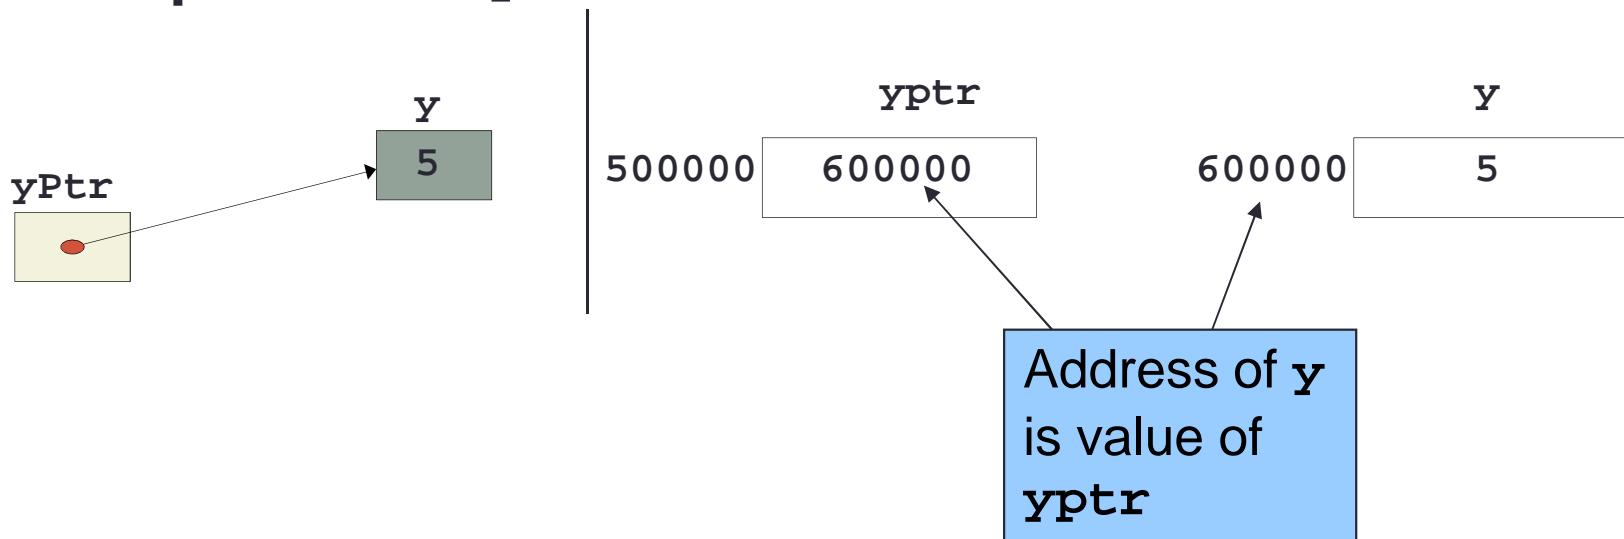 y
5
yPtr
yptr
y
500000 600000
600000 5
Address of y
is value of
yptr